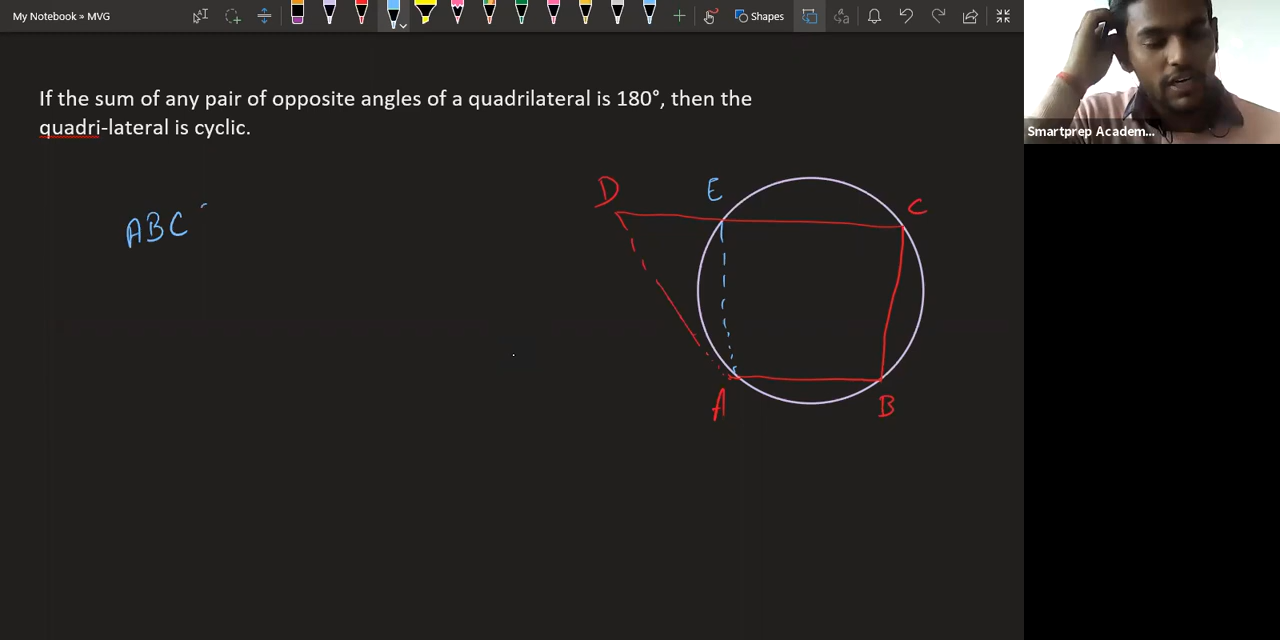 My Notebook » MVG
Shapes
If the sum of any pair of opposite angles of a quadrilateral is 180°, then the
quadri-lateral is cyclic.
Smartprep Academ...
D
E
C
ABC
A
B